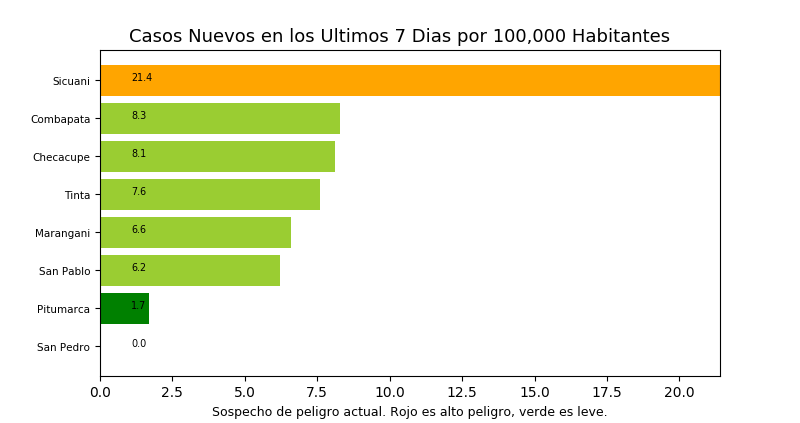 Casos Nuevos en los Ultimos 7 Dias por 100,000 Habitantes
Sicuani 21.4
Combapata 8.3
Checacupe 8.1
Tinta 7.6
Marangani 6.6
San Pablo 6.2
Pitumarca 1.7
San Pedro 0.0
0.0 2.5 5.0 7.5 10.0 12.5 15.0 17.5 20.0
Sospecho de peligro actual. Rojo es alto peligro, verde es leve.